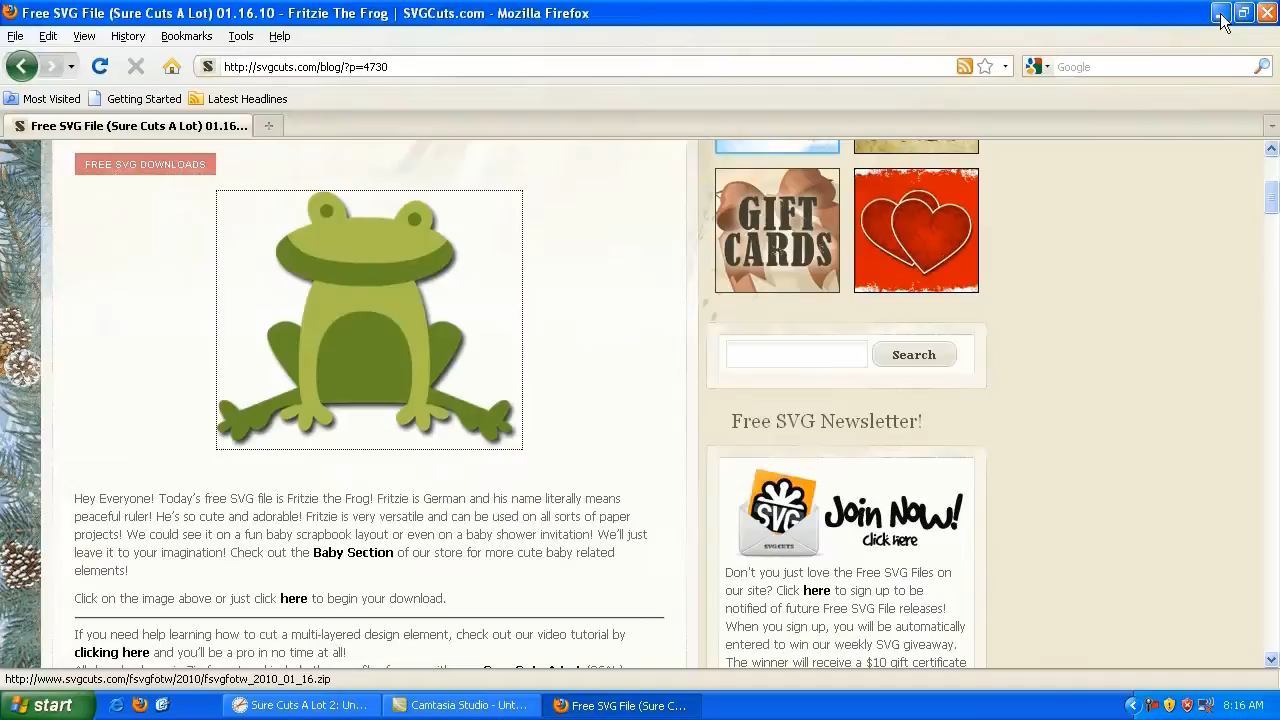 Free SVG File (Sure Cuts A Lot) 01.16.10 - Fritzie The Frog | SVGCuts.com - Mozilla Firefox
File Edit View History Bookmarks Tools Help
http://svgcuts.com/blog/?p=4730
Google
Most Visited Getting Started Latest Headlines
Free SVG File (Sure Cuts A Lot) 01.16...
FREE SVG DOWNLOADS
GIFT
CARDS
Search
Free SVG Newsletter!
SVG
SVG CUTS
Join Now!
click here
Hey Everyone! Today's free SVG file is Fritzie the Frog! Fritzie is German and his name literally means
peaceful ruler! He's so cute and adorable! Fritzie is very versatile and can be used on all sorts of paper
projects! We could see it on a fun baby scrapbook layout or even on a baby shower invitation! We'll just
leave it to your imagination! Check out the Baby Section of our store for more cute baby related
elements!
Click on the image above or just click here to begin your download.
If you need help learning how to cut a multi-layered design element, check out our video tutorial by
clicking here and you'll be a pro in no time at all!
Don't you just love the Free SVG Files on
our site? Click here to sign up to be
notified of future Free SVG File releases!
When you sign up, you will be automatically
entered to win our weekly SVG giveaway.
The winner will receive a $10 gift certificate
http://www.svgcuts.com/fsvgfotw/2010/fsvgfotw_2010_01_16.zip
start
Sure Cuts A Lot 2: Un...
Camtasia Studio - Unt...
Free SVG File (Sure C...
8:16 AM